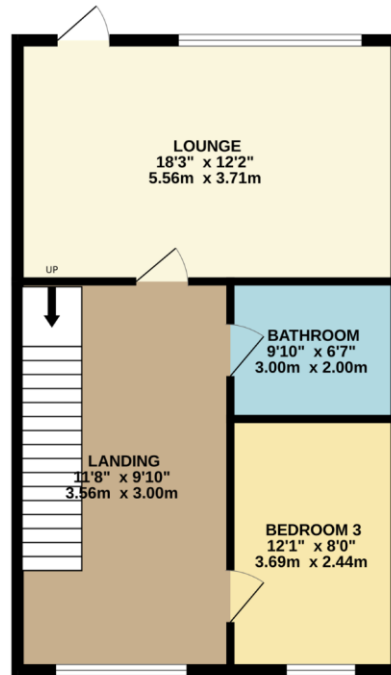 LOUNGE
18'3" x 12'2"
5.56m x 3.71m
UP
BATHROOM
9'10" x 6'7"
3.00m x 2.00m
LANDING
11'8" x 9'10"
3.56m x 3.00m
BEDROOM 3
12'1" x 8'0"
3.69m x 2.44m